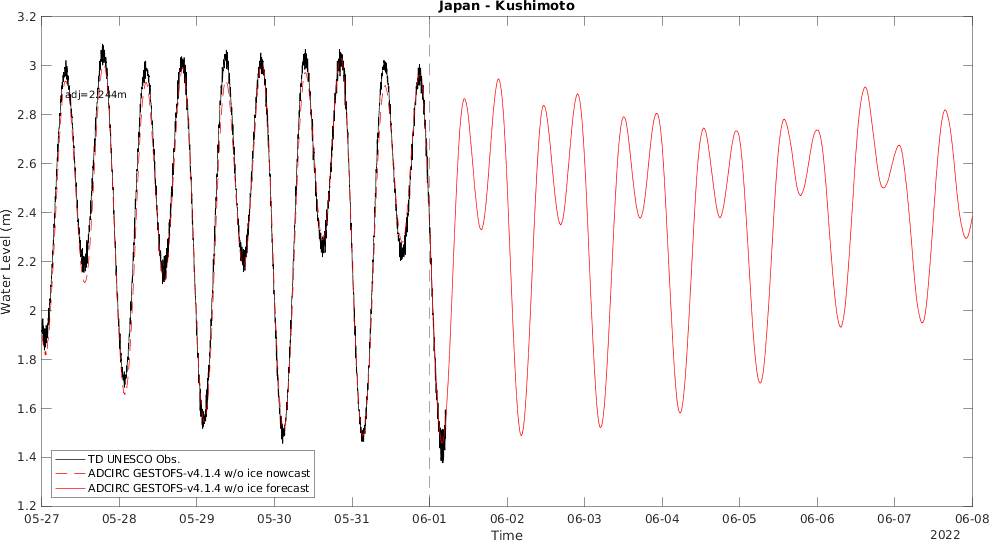 Japan - Kushimoto
3.2
3
2.8
2.6
2.4
2.2
2
1.8
1.6
1.4
1.2
Water Level (m)
adj=2.244m
TD UNESCO Obs.
ADCIRC GESTOFS-v4.1.4 w/o ice nowcast
ADCIRC GESTOFS-v4.1.4 w/o ice forecast
05-27 05-28 05-29 05-30 05-31 06-01 06-02 06-03 06-04 06-05 06-06 06-07 06-08
Time
2022